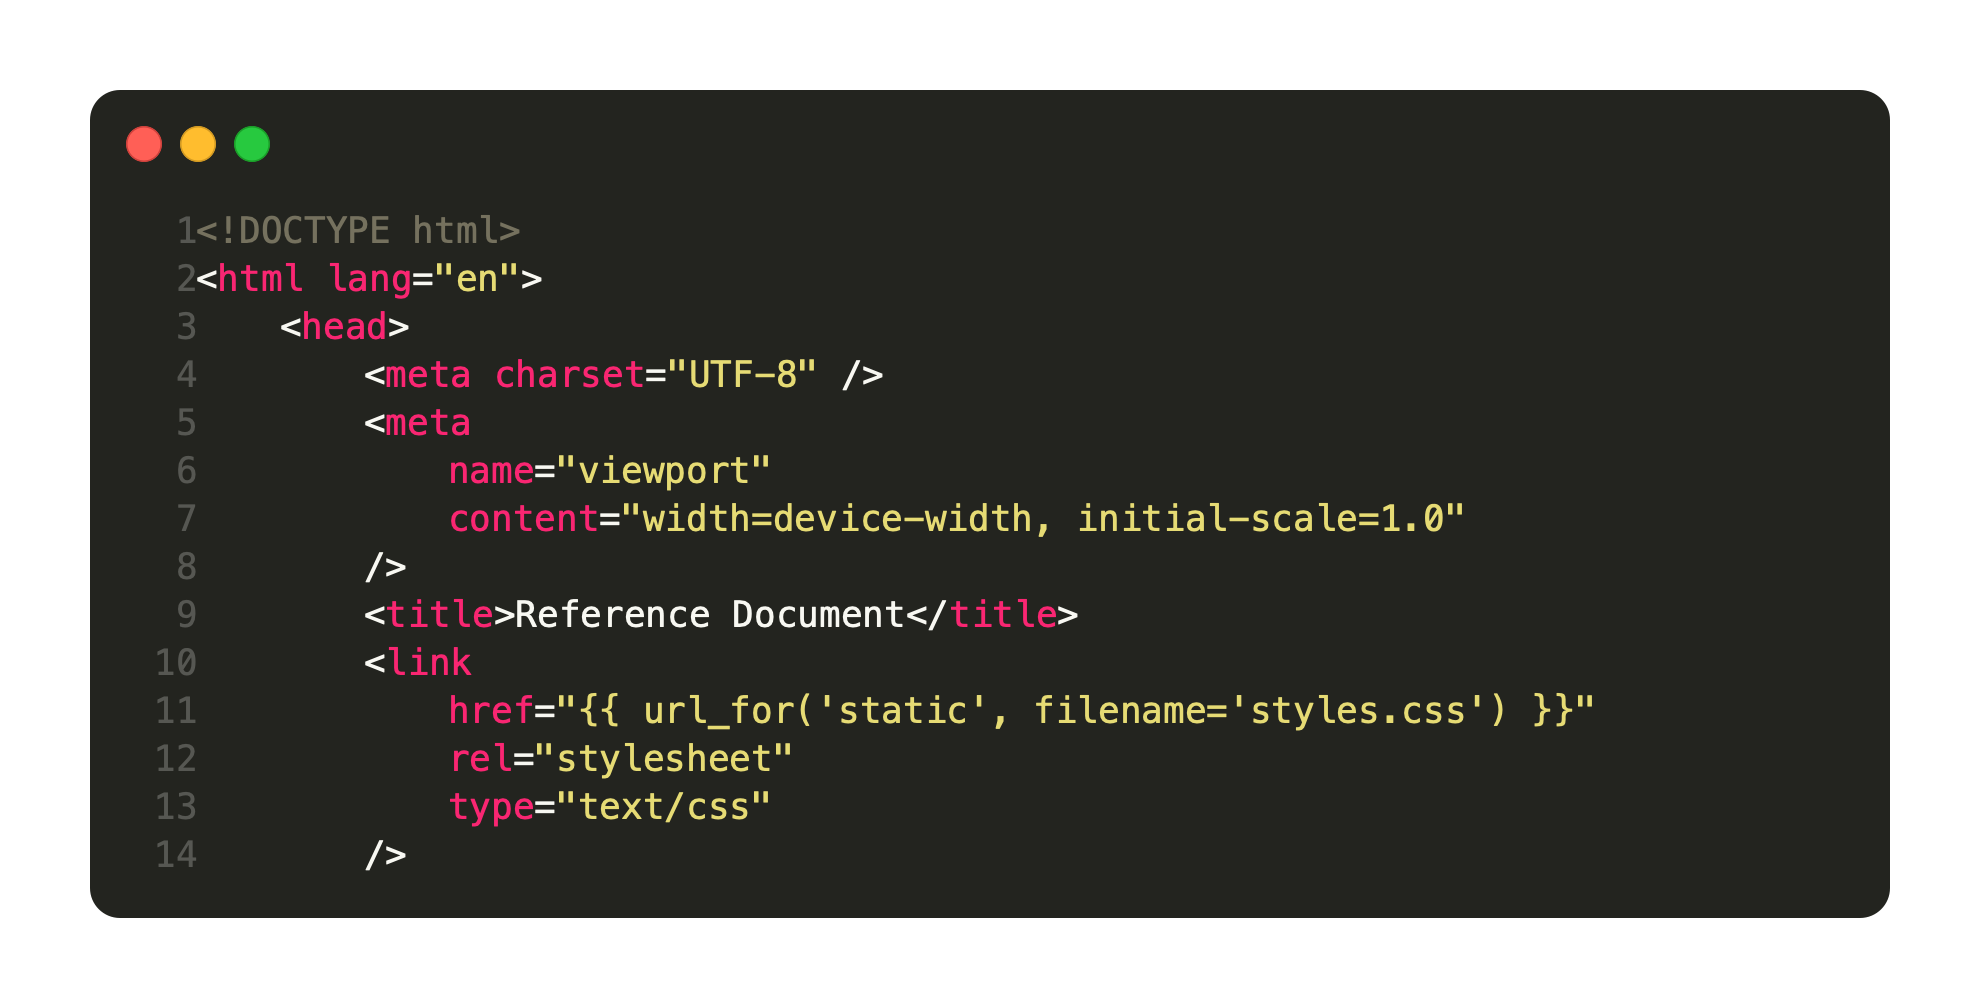 1<!DOCTYPE html>
2<html lang="en">
3    <head>
4        <meta charset="UTF-8" />
5        <meta
6            name="viewport"
7            content="width=device-width, initial-scale=1.0"
8        />
9        <title>Reference Document</title>
10        <link
11            href="{{ url_for('static', filename='styles.css') }}"
12            rel="stylesheet"
13            type="text/css"
14        />